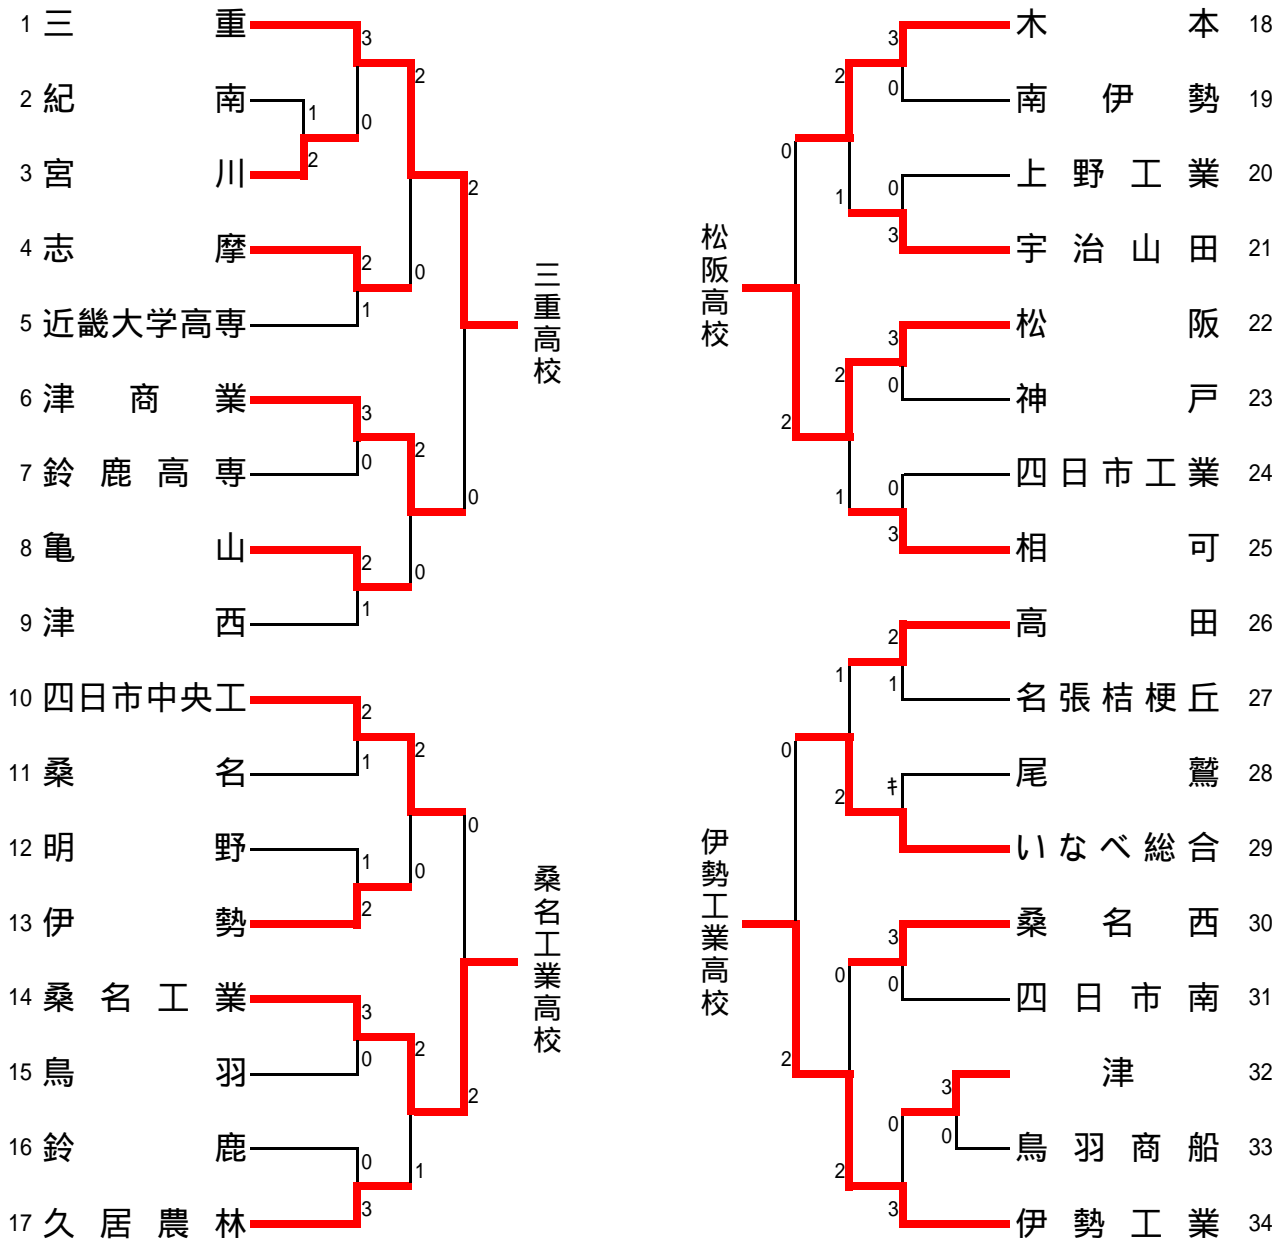 1 三重
2 紀南
3 宮川
4 志摩
5 近畿大学高専
6 津商業
7 鈴鹿高専
8 亀山
9 津西
10 四日市中央工
11 桑名
12 明野
13 伊勢
14 桑名工業
15 鳥羽
16 鈴鹿
17 久居農林
3
0
1
2
2
1
3
0
2
1
2
1
1
2
3
0
0
3
2
0
2
0
2
0
2
1
2
0
0
2
三重高校
桑名工業高校
松阪高校
伊勢工業高校
0
2
0
2
2
1
2
1
1
2
0
2
3
0
0
3
3
0
0
3
2
1
キ
3
0
0
3
3
0
木本 18
南伊勢 19
上野工業 20
宇治山田 21
松阪 22
神戸 23
四日市工業 24
相可 25
高田 26
名張桔梗丘 27
尾鷲 28
いなべ総合 29
桑名西 30
四日市南 31
津 32
鳥羽商船 33
伊勢工業 34